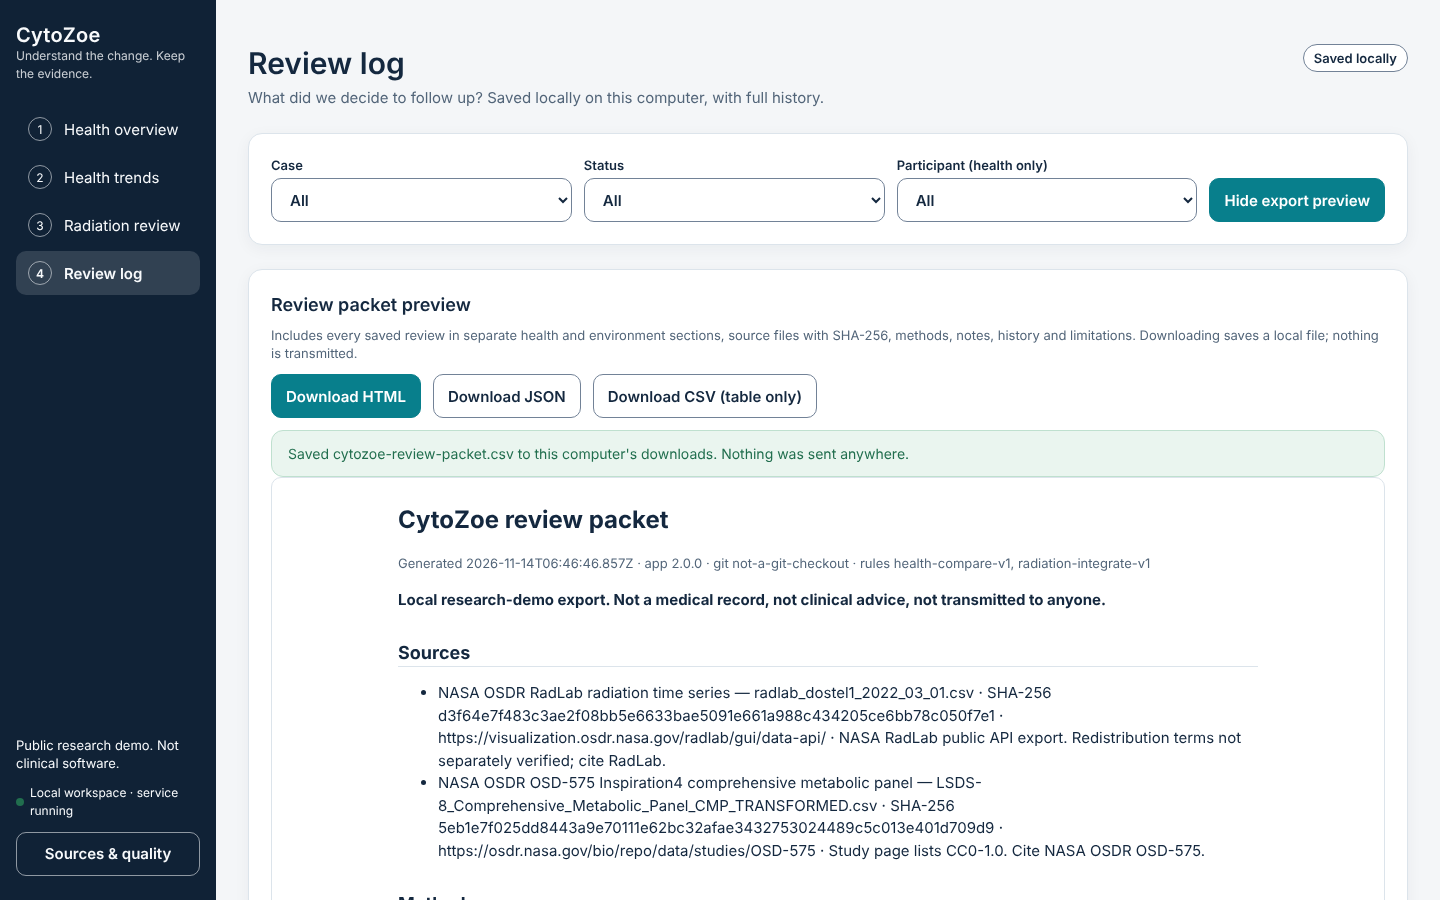 CytoZoe
Understand the change. Keep
the evidence.
1 Health overview
2 Health trends
3 Radiation review
4 Review log
Public research demo. Not
clinical software.
Local workspace · service
running
Sources & quality
Review log
Saved locally
What did we decide to follow up? Saved locally on this computer, with full history.
Case
Status
Participant (health only)
All
All
All
Hide export preview
Review packet preview
Includes every saved review in separate health and environment sections, source files with SHA-256, methods, notes, history and limitations. Downloading saves a local file; nothing
is transmitted.
Download HTML
Download JSON
Download CSV (table only)
Saved cytozoe-review-packet.csv to this computer's downloads. Nothing was sent anywhere.
CytoZoe review packet
Generated 2026-11-14T06:46:46.857Z · app 2.0.0 · git not-a-git-checkout · rules health-compare-v1, radiation-integrate-v1
Local research-demo export. Not a medical record, not clinical advice, not transmitted to anyone.
Sources
• NASA OSDR RadLab radiation time series — radlab_dostel1_2022_03_01.csv · SHA-256
d3f64e7f483c3ae2f08bb5e6633bae5091e661a988c434205ce6bb78c050f7e1 ·
https://visualization.osdr.nasa.gov/radlab/gui/data-api/ · NASA RadLab public API export. Redistribution terms not
separately verified; cite RadLab.
• NASA OSDR OSD-575 Inspiration4 comprehensive metabolic panel — LSDS-
8_Comprehensive_Metabolic_Panel_CMP_TRANSFORMED.csv · SHA-256
5eb1e7f025dd8443a9e70111e62bc32afae3432753024489c5c013e401d709d9 ·
https://osdr.nasa.gov/bio/repo/data/studies/OSD-575 · Study page lists CC0-1.0. Cite NASA OSDR OSD-575.